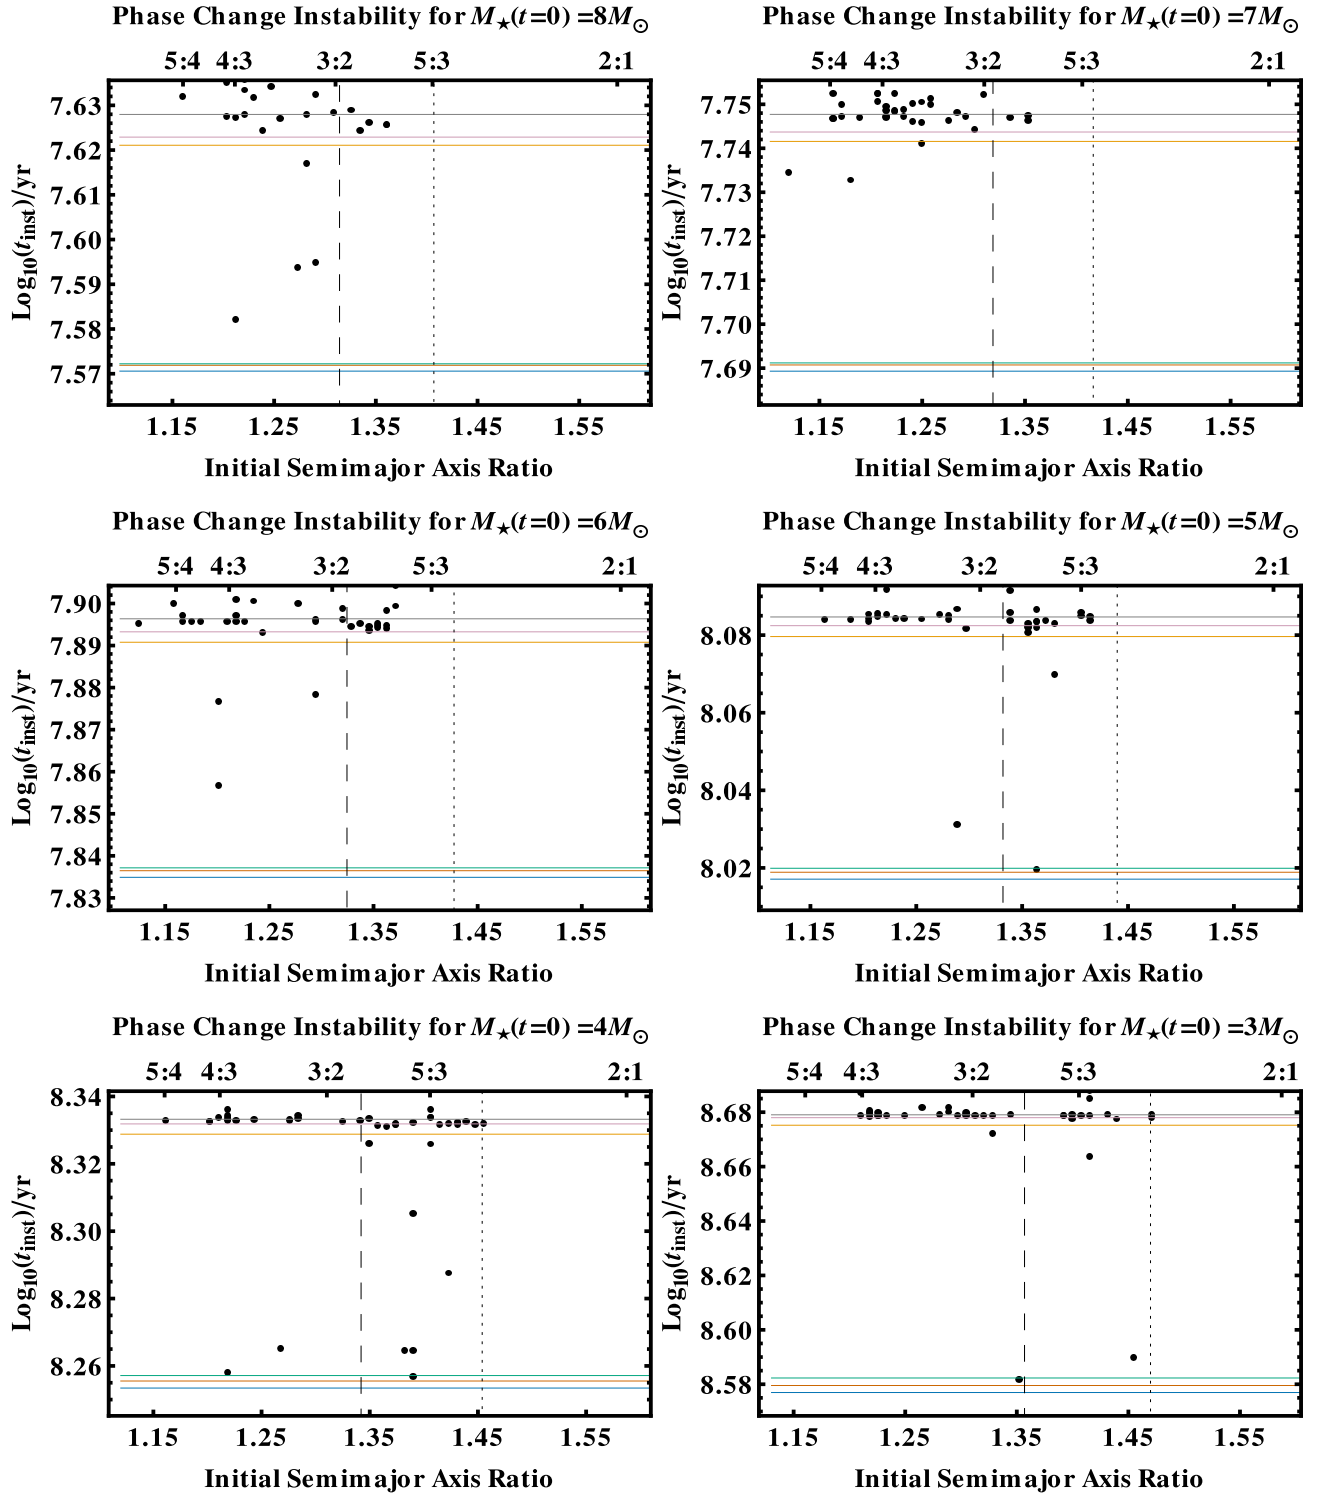 Phase Change Instability for M★(t=0) =8M⊙
5:4 4:3 3:2 5:3 2:1
7.63
7.62
7.61
7.60
7.59
7.58
7.57
Log10(tinst)/yr
1.15 1.25 1.35 1.45 1.55
Initial Semimajor Axis Ratio
Phase Change Instability for M★(t=0) =7M⊙
5:4 4:3 3:2 5:3 2:1
7.75
7.74
7.73
7.72
7.71
7.70
7.69
Log10(tinst)/yr
1.15 1.25 1.35 1.45 1.55
Initial Semimajor Axis Ratio
Phase Change Instability for M★(t=0) =6M⊙
5:4 4:3 3:2 5:3 2:1
7.90
7.89
7.88
7.87
7.86
7.85
7.84
7.83
Log10(tinst)/yr
1.15 1.25 1.35 1.45 1.55
Initial Semimajor Axis Ratio
Phase Change Instability for M★(t=0) =5M⊙
5:4 4:3 3:2 5:3 2:1
8.08
8.06
8.04
8.02
Log10(tinst)/yr
1.15 1.25 1.35 1.45 1.55
Initial Semimajor Axis Ratio
Phase Change Instability for M★(t=0) =4M⊙
5:4 4:3 3:2 5:3 2:1
8.34
8.32
8.30
8.28
8.26
Log10(tinst)/yr
1.15 1.25 1.35 1.45 1.55
Initial Semimajor Axis Ratio
Phase Change Instability for M★(t=0) =3M⊙
5:4 4:3 3:2 5:3 2:1
8.68
8.66
8.64
8.62
8.60
8.58
Log10(tinst)/yr
1.15 1.25 1.35 1.45 1.55
Initial Semimajor Axis Ratio